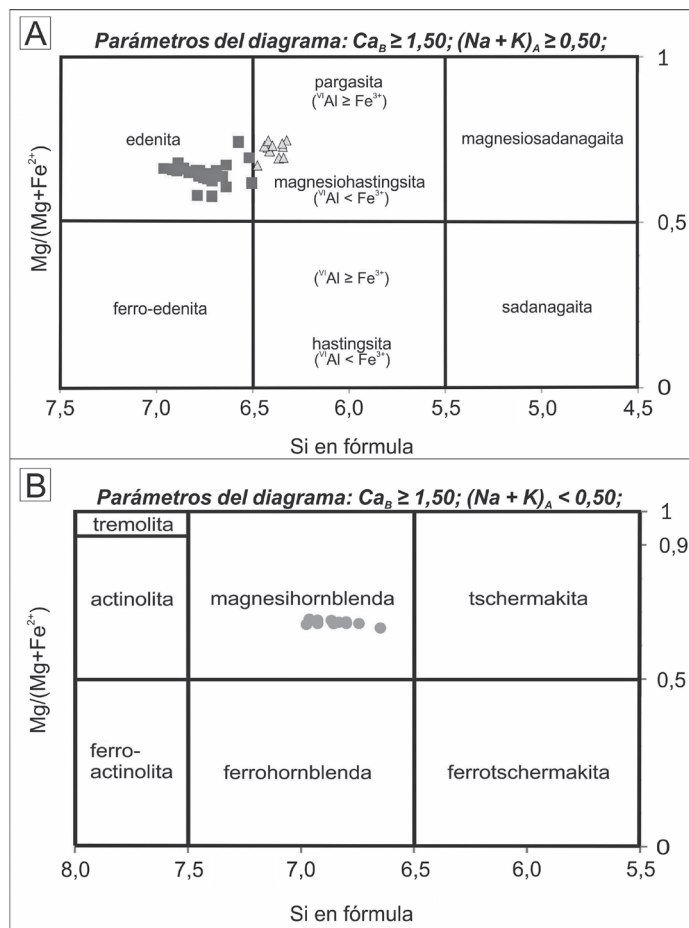 A
Parámetros del diagrama: Ca_B ≥ 1,50; (Na + K)_A ≥ 0,50;
1
pargasita
(^VIAl ≥ Fe³⁺)
edenita
magnesiosadanagaita
magnesiohastingsita
(^VIAl < Fe³⁺)
Mg/(Mg+Fe²⁺)
0,5
(^VIAl ≥ Fe³⁺)
ferro-edenita
sadanagaita
hastingsita
(^VIAl < Fe³⁺)
0
7,5 7,0 6,5 6,0 5,5 5,0 4,5
Si en fórmula
B
Parámetros del diagrama: Ca_B ≥ 1,50; (Na + K)_A < 0,50;
1
tremolita
0,9
actinolita magnesihornblenda tschermakita
Mg/(Mg+Fe²⁺)
0,5
ferro-
actinolita
ferrohornblenda ferrotschermakita
0
8,0 7,5 7,0 6,5 6,0 5,5
Si en fórmula